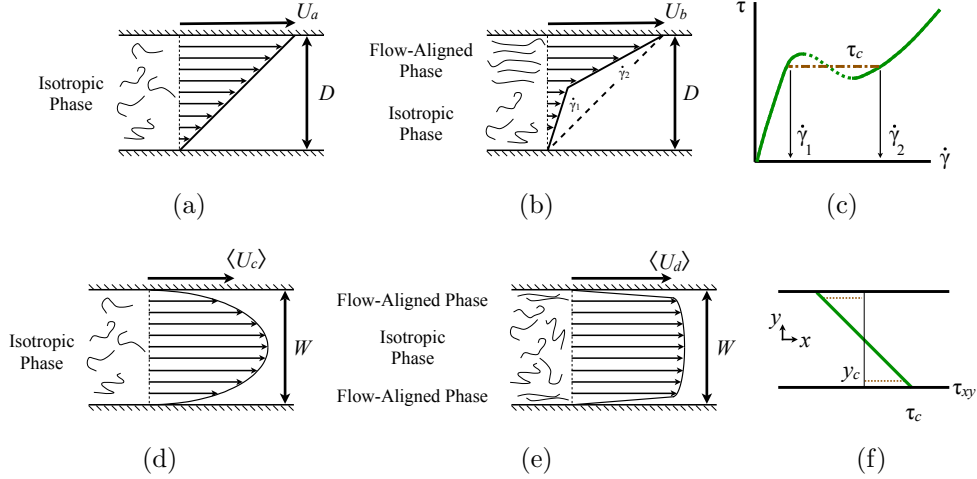 U_a
Isotropic
Phase
D
(a)
U_b
Flow-Aligned
Phase
Isotropic
Phase
γ̇₁
γ₂
D
(b)
τ
τ_c
γ̇₁
γ̇₂
γ̇
(c)
⟨U_c⟩
Isotropic
Phase
W
(d)
⟨U_d⟩
Flow-Aligned Phase
Isotropic
Phase
Flow-Aligned Phase
W
(e)
y
x
y_c
τ_xy
τ_c
(f)